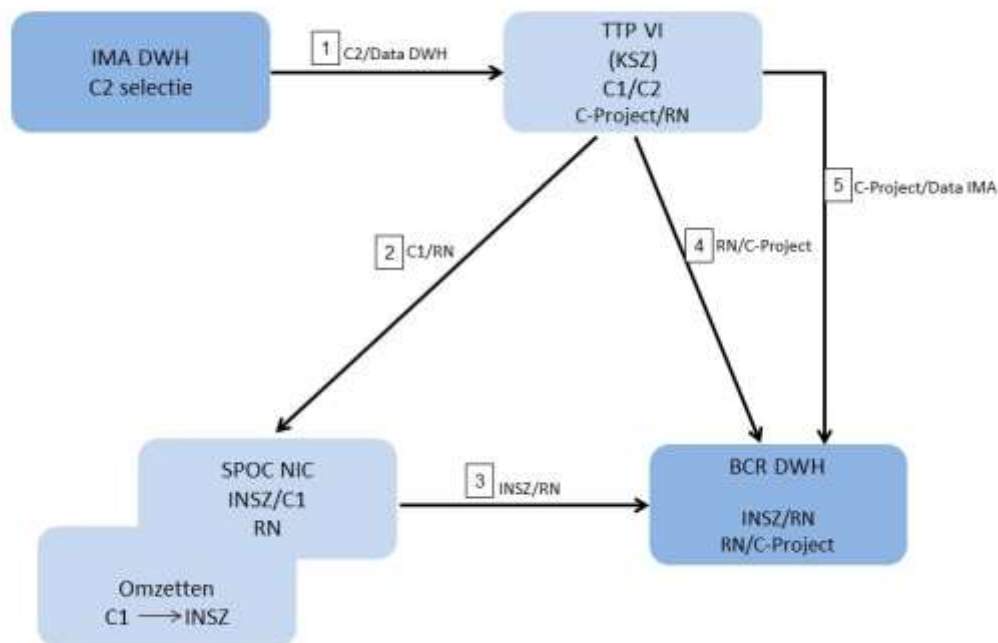 IMA DWH
C2 selectie
1 C2/Data DWH
TTP VI
(KSZ)
C1/C2
C-Project/RN
5 C-Project/Data IMA
2 C1/RN
4 RN/C-Project
SPOC NIC
INSZ/C1
RN
3 INSZ/RN
BCR DWH
INSZ/RN
RN/C-Project
Omzetten
C1 → INSZ